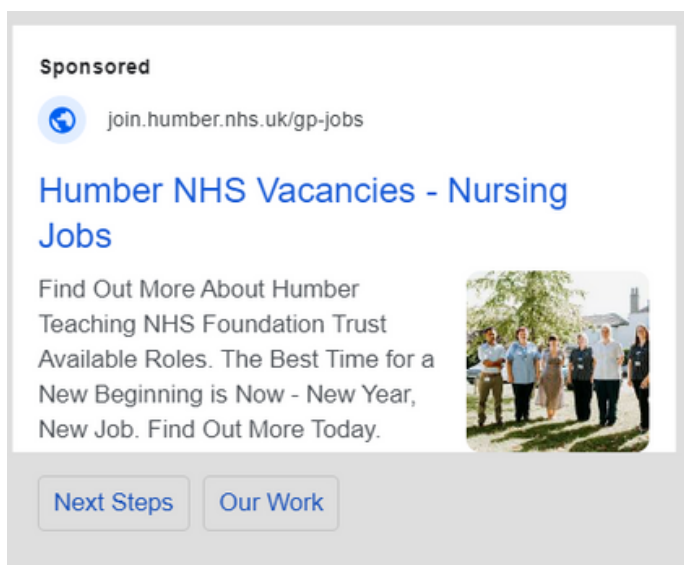 Sponsored
join.humber.nhs.uk/gp-jobs
Humber NHS Vacancies - Nursing
Jobs
Find Out More About Humber
Teaching NHS Foundation Trust
Available Roles. The Best Time for a
New Beginning is Now - New Year,
New Job. Find Out More Today.
Next Steps
Our Work